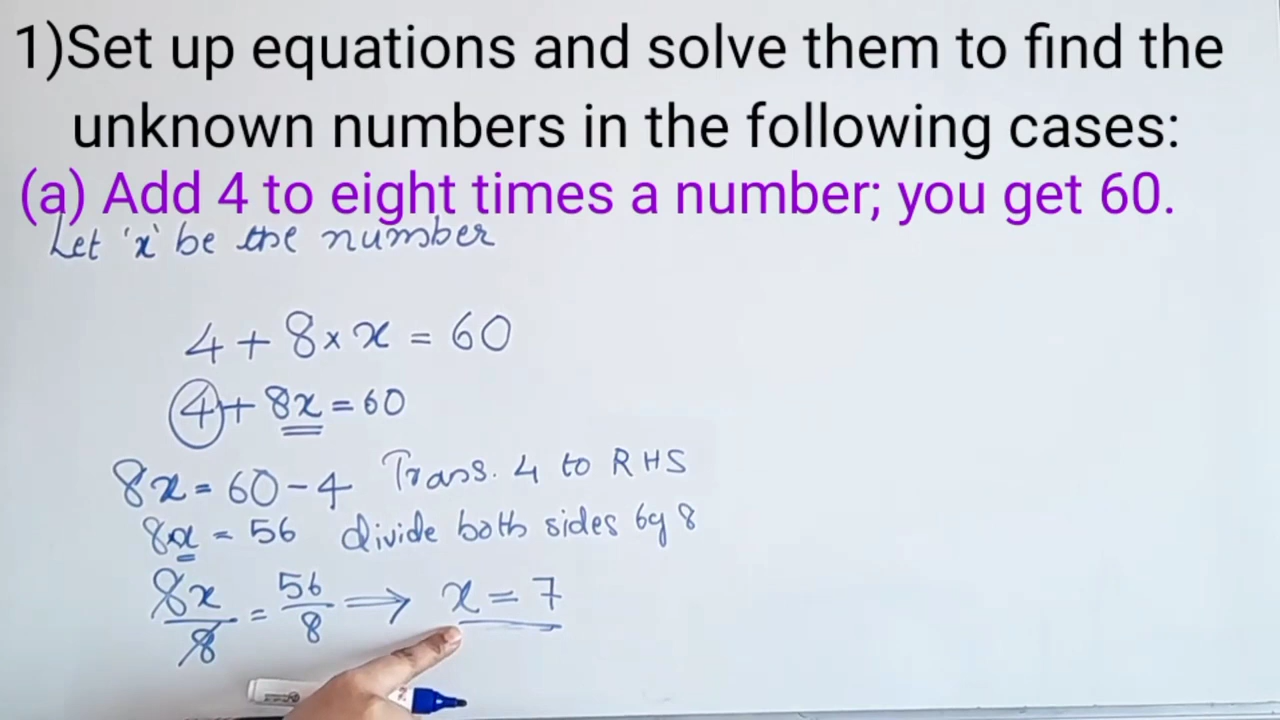 1)Set up equations and solve them to find the
unknown numbers in the following cases:
(a) Add 4 to eight times a number; you get 60.
Let 'x' be the number
4 + 8 × x = 60
4 + 8x = 60
8x = 60 - 4 Trans. 4 to RHS
8x = 56 divide both sides by 8
8x/8 = 56/8 ⟹ x = 7